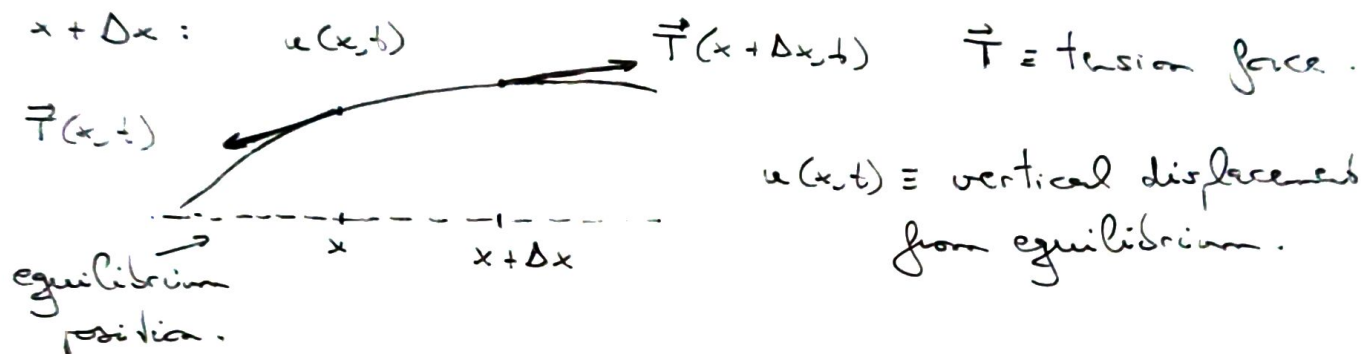 x + Δx :
u(x,t)
T⃗(x + Δx, t)
T⃗ ≡ tension force.
T⃗(x, t)
u(x,t) ≡ vertical displacement
from equilibrium.
x
x + Δx
equilibrium
position.